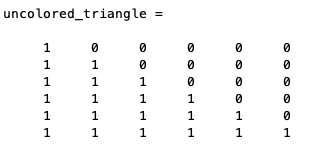 uncolored_triangle =
1 0 0 0 0 0
1 1 0 0 0 0
1 1 1 0 0 0
1 1 1 1 0 0
1 1 1 1 1 0
1 1 1 1 1 1